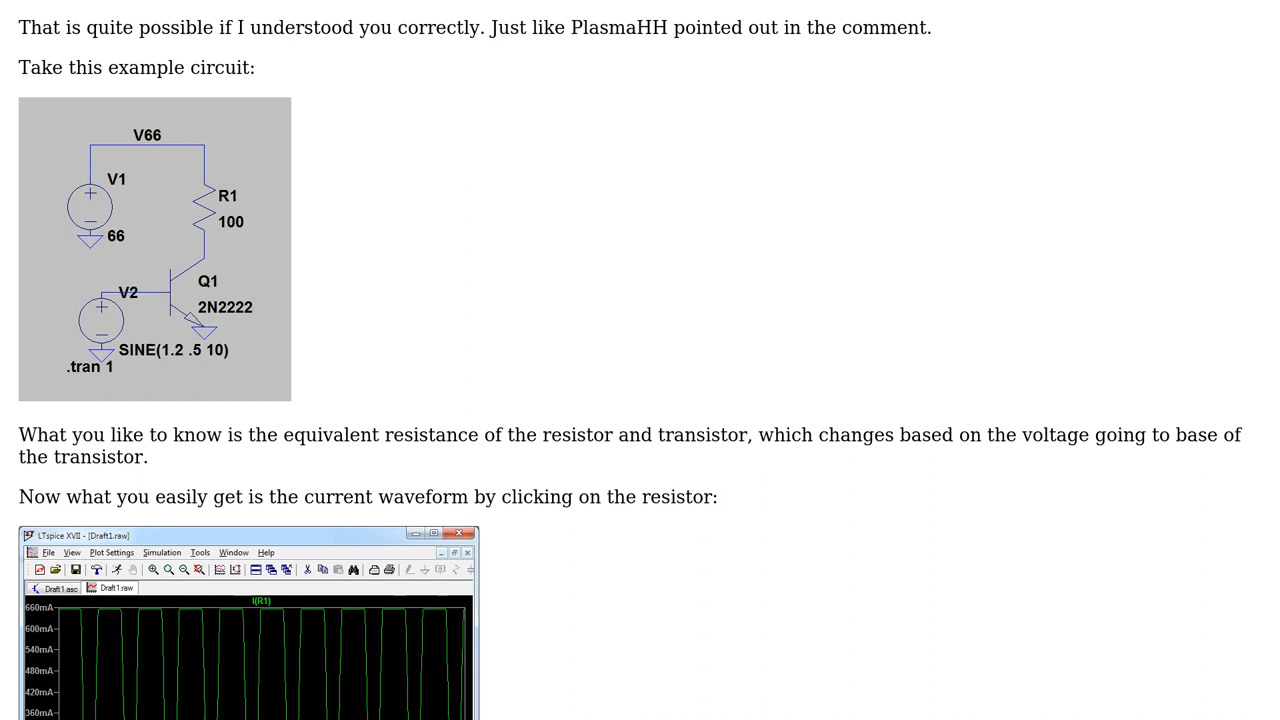 That is quite possible if I understood you correctly. Just like PlasmaHH pointed out in the comment.
Take this example circuit:
V66
V1
R1
100
66
Q1
V2
2N2222
SINE(1.2 .5 10)
.tran 1
What you like to know is the equivalent resistance of the resistor and transistor, which changes based on the voltage going to base of
the transistor.
Now what you easily get is the current waveform by clicking on the resistor:
LTspice XVII - [Draft1.raw]
File View Plot Settings Simulation Tools Window Help
Draft1.asc Draft1.raw
I(R1)
660mA
600mA
540mA
480mA
420mA
360mA